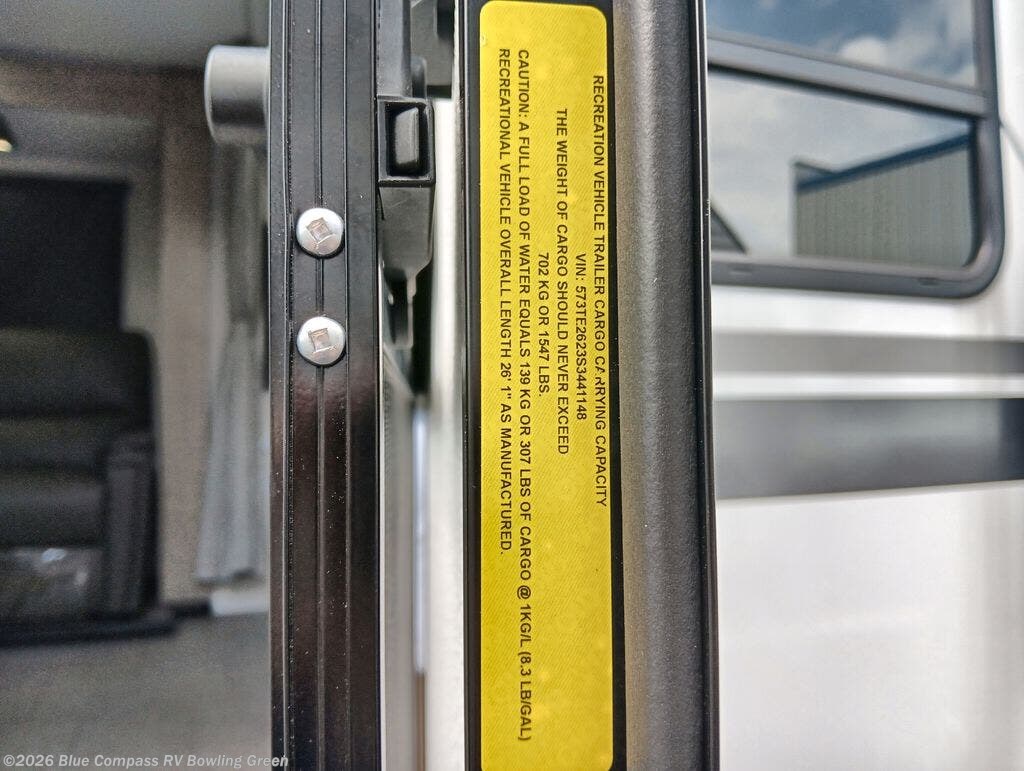 RECREATION VEHICLE TRAILER CARGO CARRYING CAPACITY
VIN: 573TE2623S3441148
THE WEIGHT OF CARGO SHOULD NEVER EXCEED
702 KG OR 1547 LBS.
CAUTION: A FULL LOAD OF WATER EQUALS 139 KG OR 307 LBS OF CARGO @ 1KG/L (8.3 LB/GAL)
RECREATIONAL VEHICLE OVERALL LENGTH 26' 1" AS MANUFACTURED.
©2026 Blue Compass RV Bowling Green